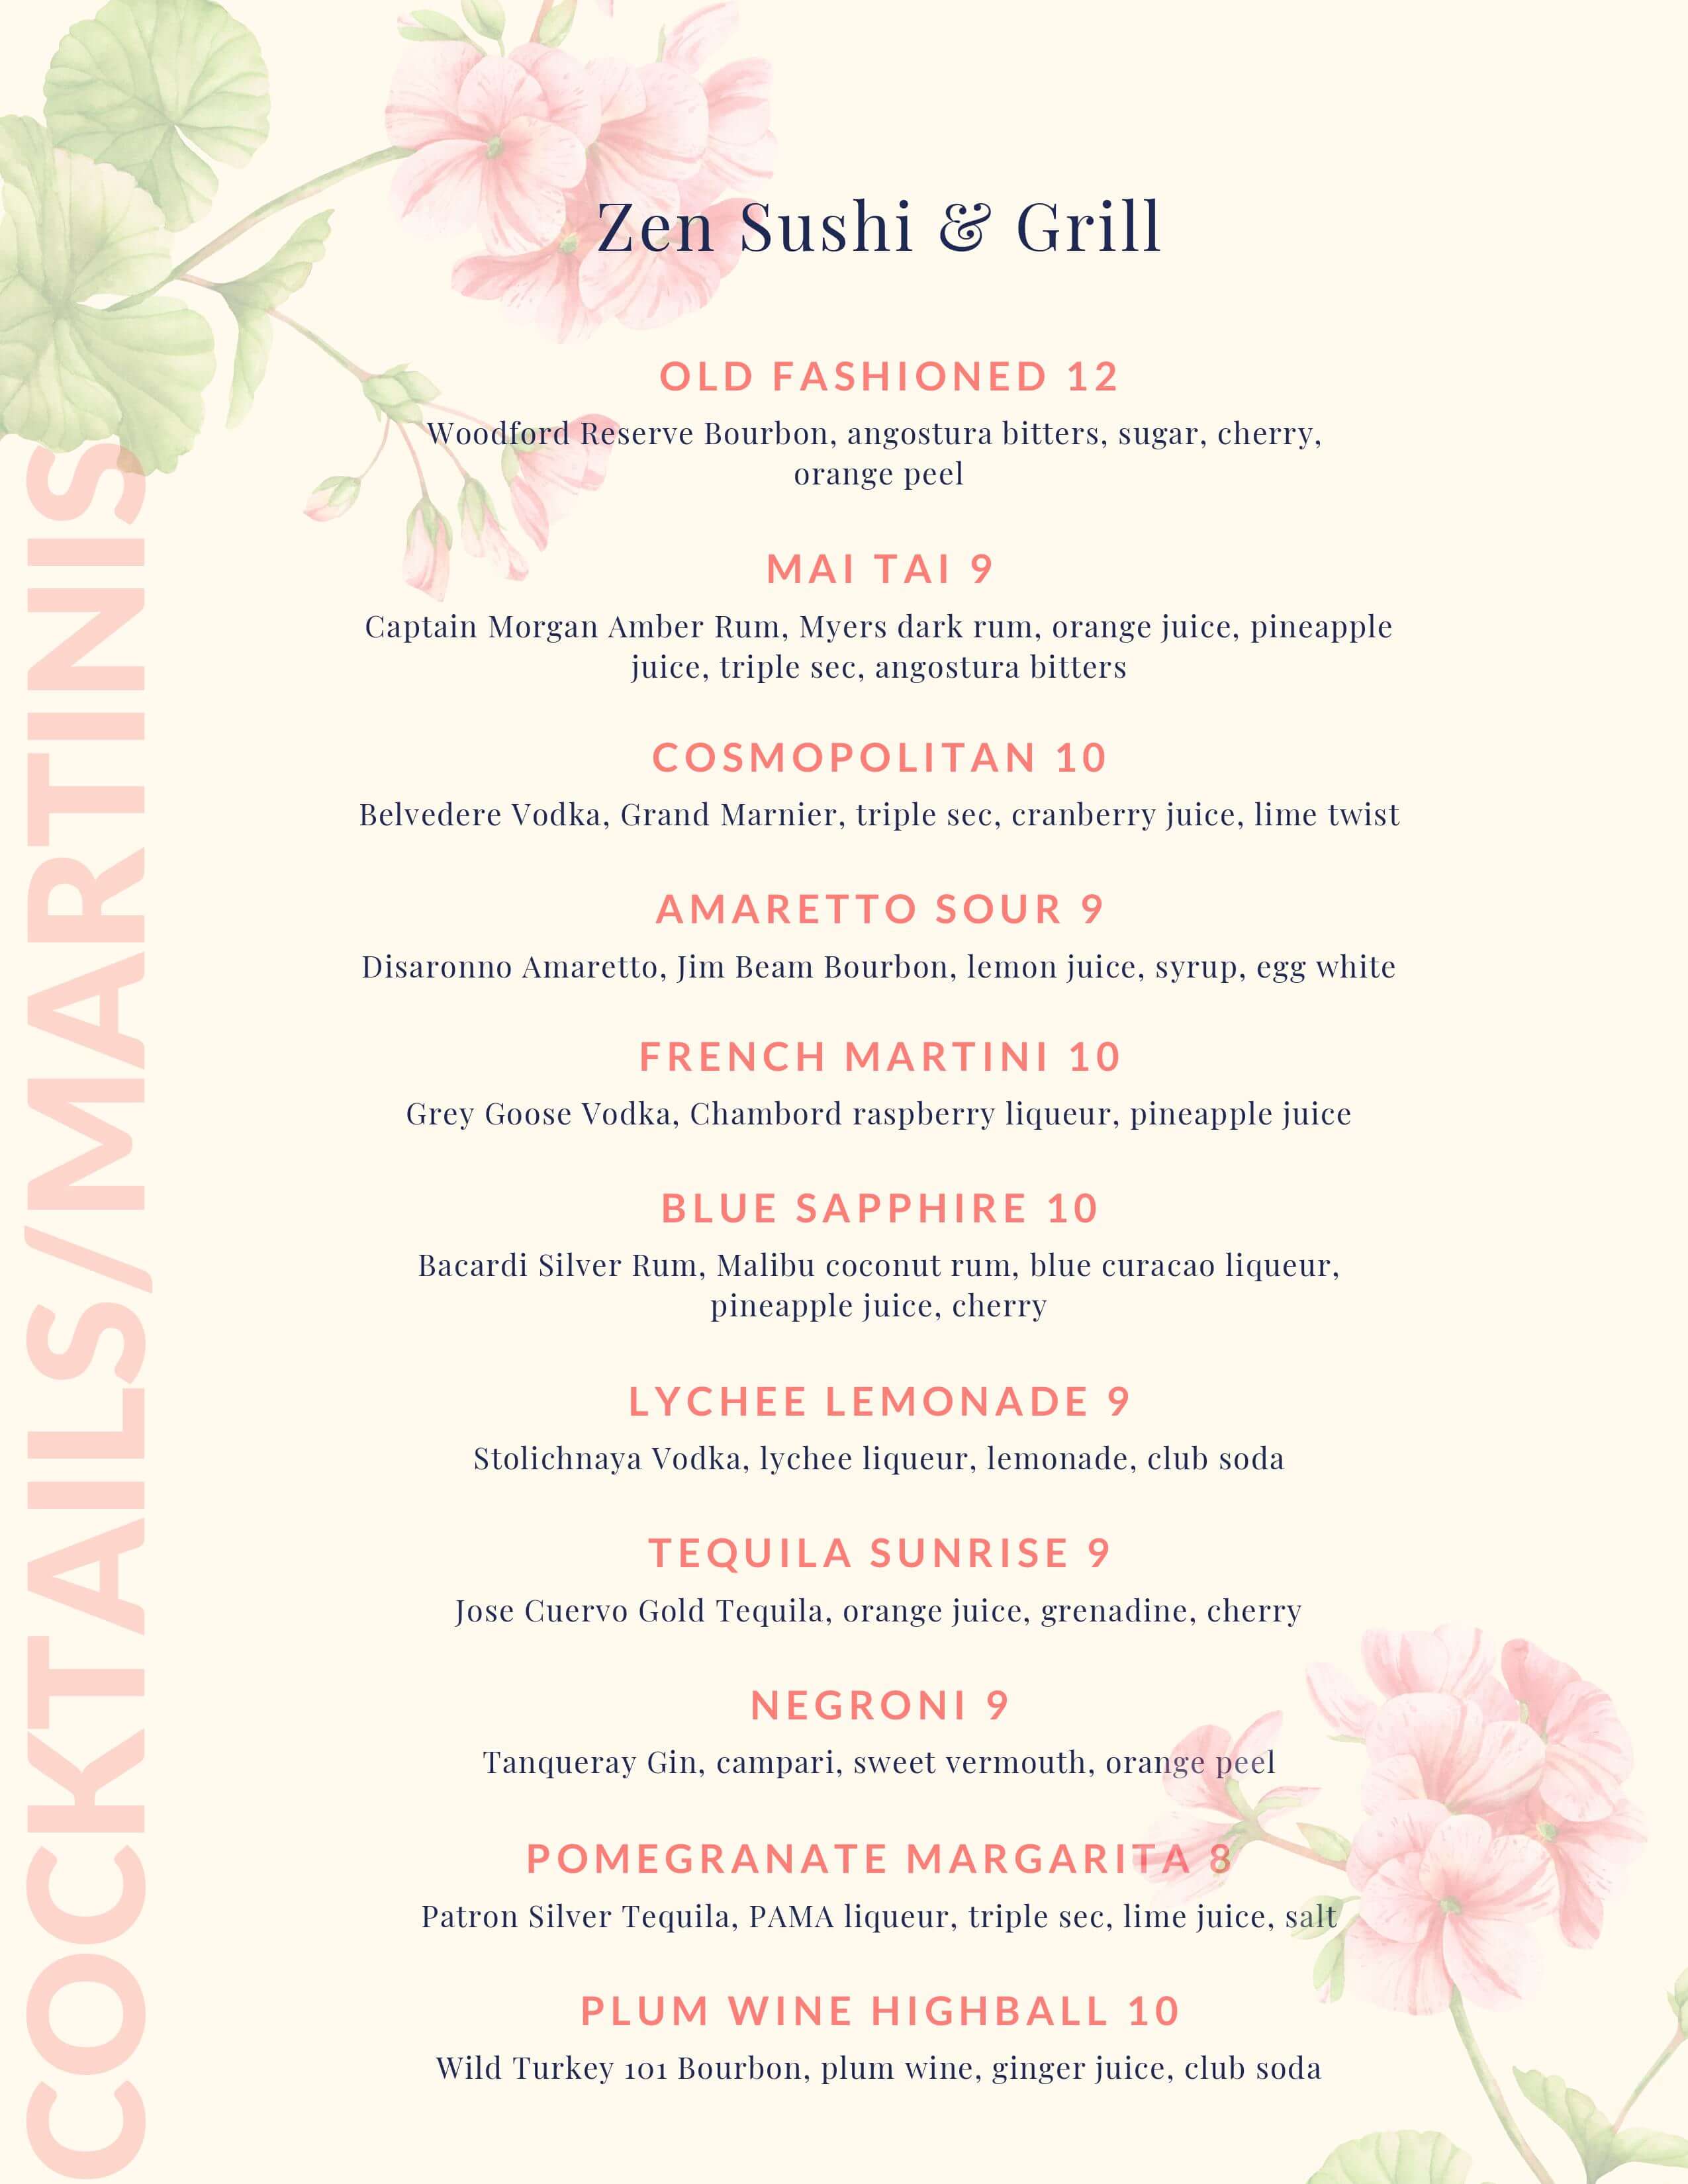 Zen Sushi & Grill
COCKTAILS/MARTINIS
OLD FASHIONED 12
Woodford Reserve Bourbon, angostura bitters, sugar, cherry,
orange peel
MAI TAI 9
Captain Morgan Amber Rum, Myers dark rum, orange juice, pineapple
juice, triple sec, angostura bitters
COSMOPOLITAN 10
Belvedere Vodka, Grand Marnier, triple sec, cranberry juice, lime twist
AMARETTO SOUR 9
Disaronno Amaretto, Jim Beam Bourbon, lemon juice, syrup, egg white
FRENCH MARTINI 10
Grey Goose Vodka, Chambord raspberry liqueur, pineapple juice
BLUE SAPPHIRE 10
Bacardi Silver Rum, Malibu coconut rum, blue curacao liqueur,
pineapple juice, cherry
LYCHEE LEMONADE 9
Stolichnaya Vodka, lychee liqueur, lemonade, club soda
TEQUILA SUNRISE 9
Jose Cuervo Gold Tequila, orange juice, grenadine, cherry
NEGRONI 9
Tanqueray Gin, campari, sweet vermouth, orange peel
POMEGRANATE MARGARITA 8
Patron Silver Tequila, PAMA liqueur, triple sec, lime juice, salt
PLUM WINE HIGHBALL 10
Wild Turkey 101 Bourbon, plum wine, ginger juice, club soda